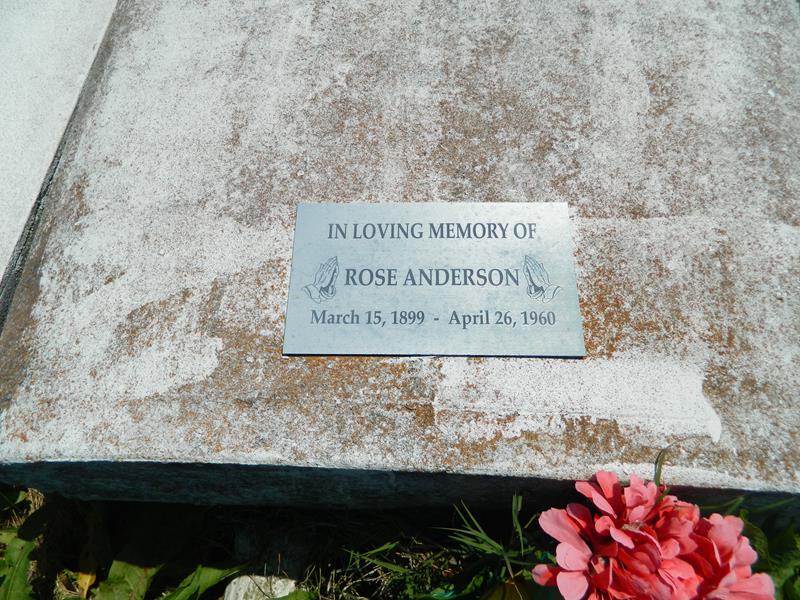 IN LOVING MEMORY OF
ROSE ANDERSON
March 15, 1899 - April 26, 1960